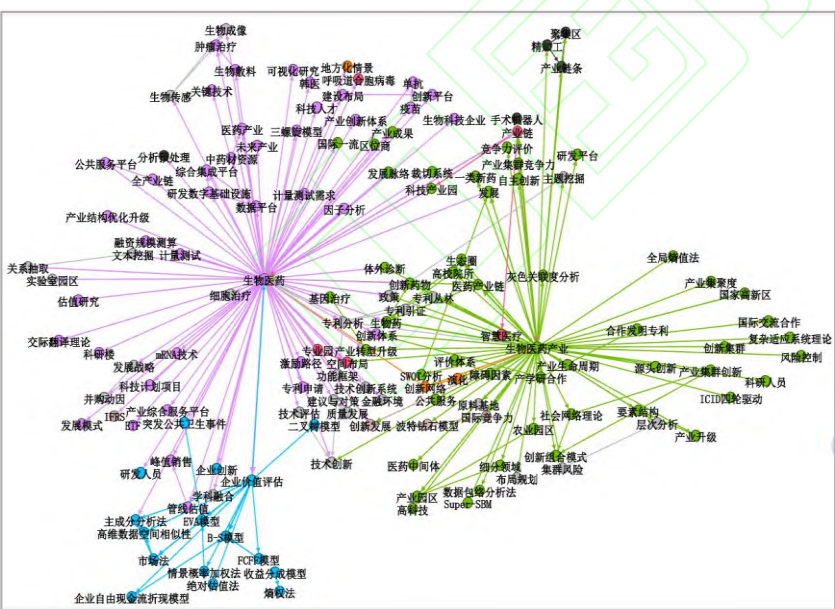 生物成像
肿瘤治疗
聚集区
产业链条
生物敷料
可视化研究
地方化情景
韩医
呼吸道合胞病毒
单抗
生物传感
关键技术
建设布局
创新平台
科技人才
疫苗
医药产业
三螺旋模型
产业创新体系
产业成果
生物科技企业
手术机器人
产业链
未来产业
国际一流
区位商
竞争力评价
公共服务平台
中药材资源
产业集群竞争力
研发平台
综合集成平台
发展脉络
裁切系统
一类新药
自主创新
主题挖掘
全产业链
研发数字基础设施
计量测试需求
科技产业园
发展
数据平台
因子分析
产业结构优化升级
融资规模测算
文本挖掘
计量测试
生态圈
全局熵值法
关系抽取
体外诊断
高校院所
实验室园区
生物医药
创新药物
医药产业链
灰色关联度分析
产业集聚度
细胞治疗
基因治疗
政策
专利丛林
国家高新区
估值研究
专利引证
专利分析
生物药
合作发明专利
国际交流合作
交际翻译理论
创新体系
智慧医疗
复杂适应系统理论
科研楼
mRNA技术
专业园
产业转型升级
生物医药产业
创新集群
风险控制
发展战略
激励路径
空间布局
评价体系
产业生命周期
源头创新
产业集群创新
科技计划项目
功能框架
SWOT分析
障碍因素
产学研合作
科研人员
并购动因
专利申请
技术创新系统
创新网络
演化
ICID四轮驱动
建议与对策
金融环境
公共服务
原料基地
产业综合服务平台
技术评估
质量发展
国际竞争力
社会网络理论
要素结构
发展模式
ETF
突发公共卫生事件
二叉树模型
创新发展
波特钻石模型
农业园区
层次分析
产业升级
峰值销售
技术创新
医药中间体
细分领域
创新组合模式
研发人员
企业创新
集群风险
企业价值评估
布局规划
学科融合
产业园区
数据包络分析法
管线估值
高科技
Super-SBM
主成分分析法
EVA模型
高维数据空间相似性
B-S模型
市场法
FCFF模型
情景概率加权法
收益分成模型
绝对估值法
企业自由现金流折现模型
熵权法